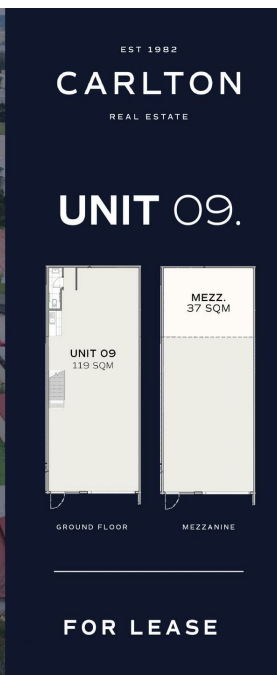 EST 1982
CARLTON
REAL ESTATE
UNIT 09.
UNIT 09
119 SQM
MEZZ.
37 SQM
GROUND FLOOR
MEZZANINE
FOR LEASE